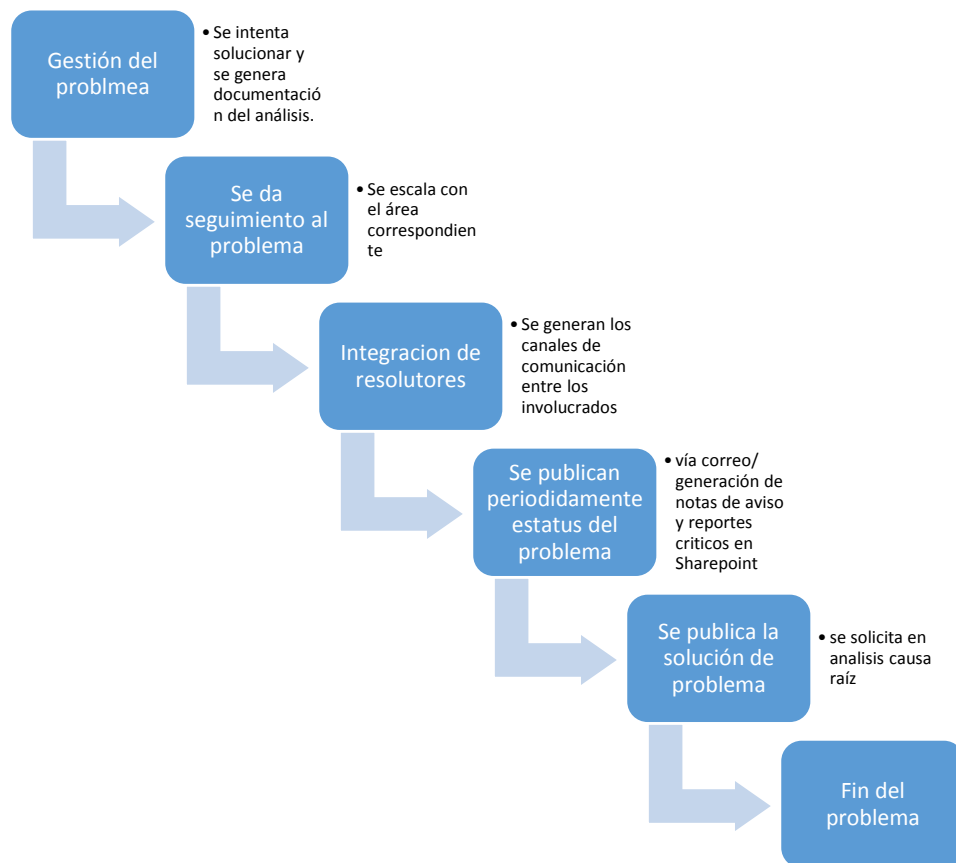 Gestión del
problmea
• Se intenta
solucionar y
se genera
documentació
n del análisis.
Se da
seguimiento al
problema
• Se escala con
el área
correspondien
te
Integracion de
resolutores
• Se generan los
canales de
comunicación
entre los
involucrados
Se publican
periodidamente
estatus del
problema
• vía correo/
generación de
notas de aviso
y reportes
criticos en
Sharepoint
Se publica la
solución de
problema
• se solicita en
analisis causa
raíz
Fin del
problema